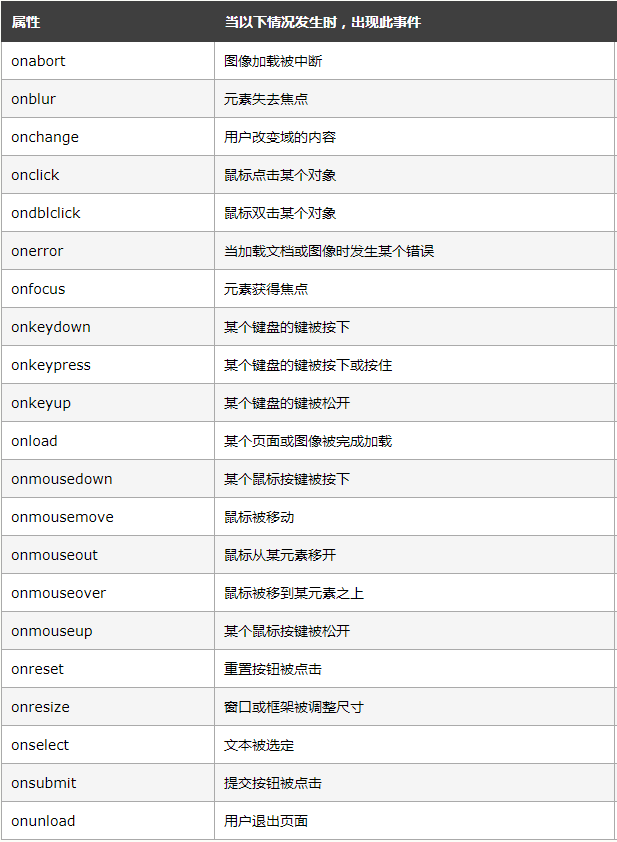 属性 当以下情况发生时，出现此事件
onabort 图像加载被中断
onblur 元素失去焦点
onchange 用户改变域的内容
onclick 鼠标点击某个对象
ondblclick 鼠标双击某个对象
onerror 当加载文档或图像时发生某个错误
onfocus 元素获得焦点
onkeydown 某个键盘的键被按下
onkeypress 某个键盘的键被按下或按住
onkeyup 某个键盘的键被松开
onload 某个页面或图像被完成加载
onmousedown 某个鼠标按键被按下
onmousemove 鼠标被移动
onmouseout 鼠标从某元素移开
onmouseover 鼠标被移到某元素之上
onmouseup 某个鼠标按键被松开
onreset 重置按钮被点击
onresize 窗口或框架被调整尺寸
onselect 文本被选定
onsubmit 提交按钮被点击
onunload 用户退出页面